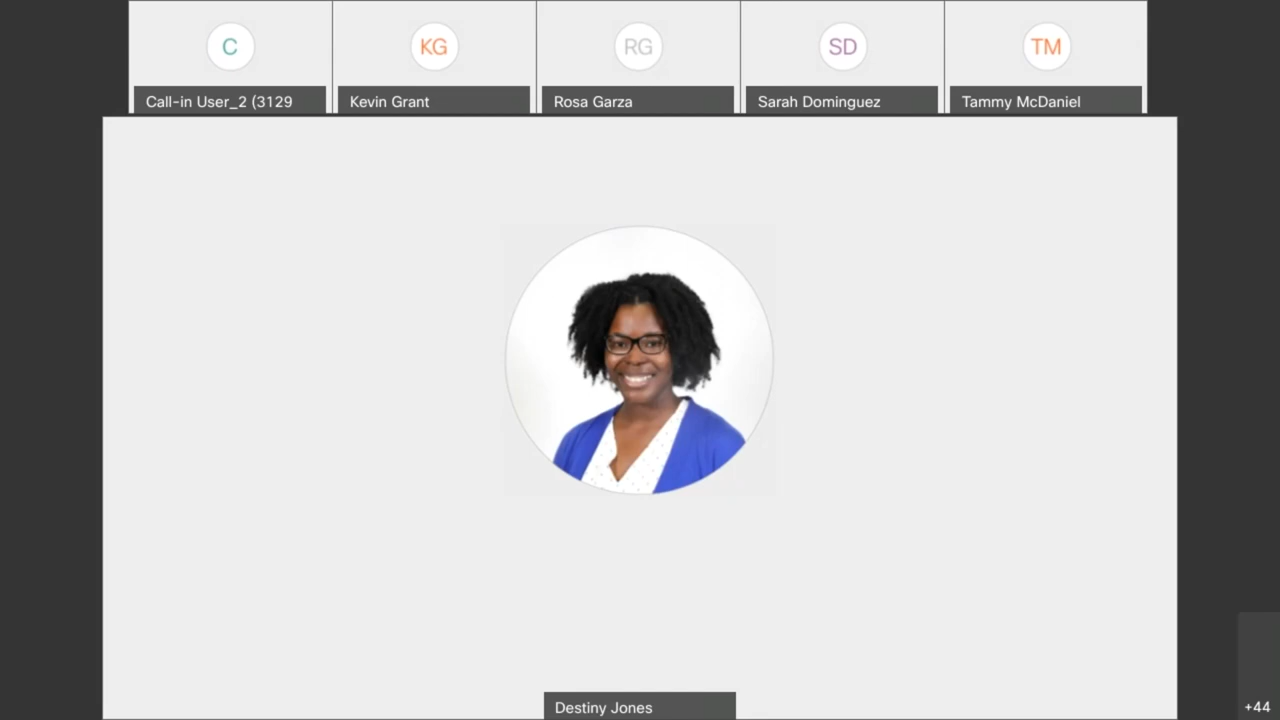 C
KG
RG
SD
TM
Call-in User_2 (3129
Kevin Grant
Rosa Garza
Sarah Dominguez
Tammy McDaniel
Destiny Jones
+44